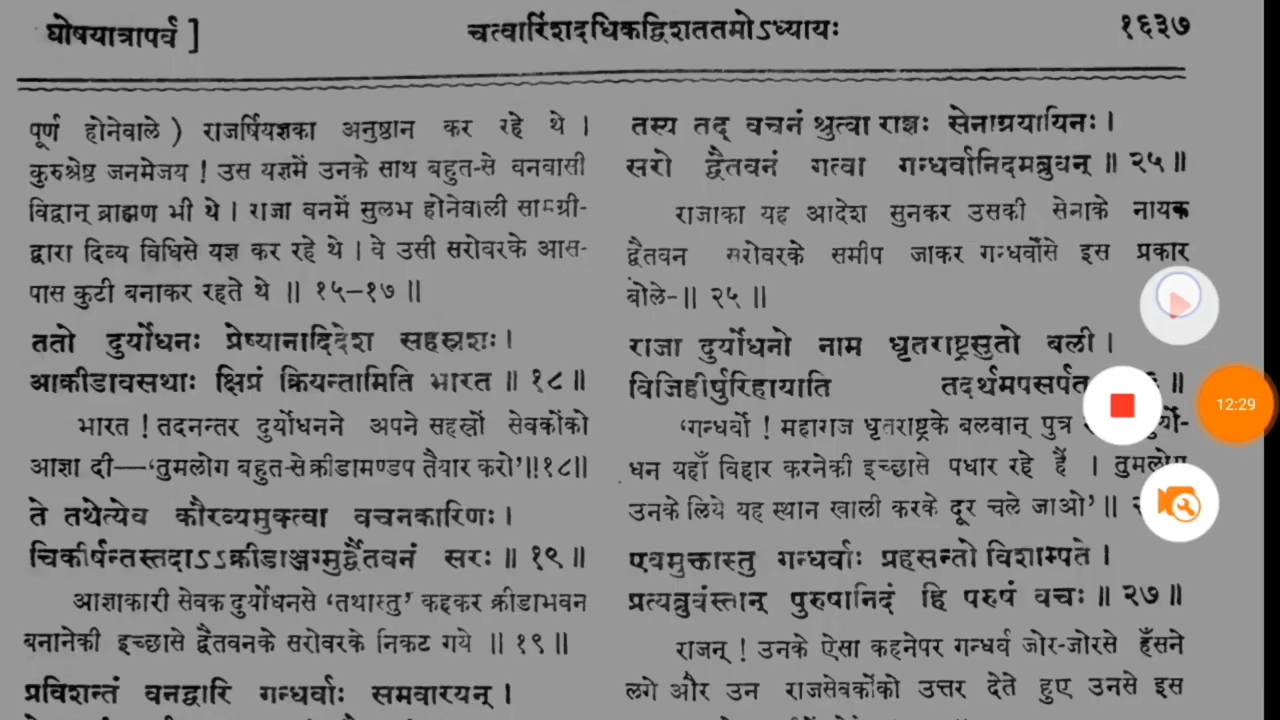 घोषयात्रापर्व ]
चत्वारिंशदधिकद्विशततमोऽध्यायः
१६३७
पूर्ण होनेवाले ) राजर्षियज्ञका अनुष्ठान कर रहे थे ।
कुरुश्रेष्ठ जनमेजय ! उस यज्ञमें उनके साथ बहुत-से वनवासी
विद्वान् ब्राह्मण भी थे । राजा वनमें सुलभ होनेवाली सामग्री-
द्वारा दिव्य विधिसे यज्ञ कर रहे थे । वे उसी सरोवरके आस-
पास कुटी बनाकर रहते थे ॥ १५–१७ ॥
ततो दुर्योधनः प्रेष्यानादिदेश सहस्रशः ।
आक्रीडावसथाः क्षिप्रं क्रियन्तामिति भारत ॥ १८ ॥
भारत ! तदनन्तर दुर्योधनने अपने सहस्रों सेवकोंको
आज्ञा दी—‘तुमलोग बहुत-से क्रीडामण्डप तैयार करो’॥१८॥
ते तथेत्येव कौरव्यमुक्त्वा वचनकारिणः ।
चिकीर्षन्तस्तदाऽऽक्रीडाञ्जग्मुर्द्वैतवनं सरः ॥ १९ ॥
आज्ञाकारी सेवक दुर्योधनसे ‘तथास्तु’ कहकर क्रीडाभवन
बनानेकी इच्छासे द्वैतवनके सरोवरके निकट गये ॥ १९ ॥
प्रविशन्तं वनद्वारि गन्धर्वाः समवारयन् ।
तस्य तद् वचनं श्रुत्वा राज्ञः सेनाग्रयायिनः ।
सरो द्वैतवनं गत्वा गन्धर्वानिदमब्रुवन् ॥ २५ ॥
राजाका यह आदेश सुनकर उसकी सेनाके नायक
द्वैतवन सरोवरके समीप जाकर गन्धर्वोंसे इस प्रकार
बोले-॥ २५ ॥
राजा दुर्योधनो नाम धृतराष्ट्रसुतो बली ।
विजिहीर्षुरिहायाति तदर्थमपसर्पत ॥
‘गन्धर्वो ! महाराज धृतराष्ट्रके बलवान् पुत्र
धन यहाँ विहार करनेकी इच्छासे पधार रहे हैं । तुमलोग
उनके लिये यह स्थान खाली करके दूर चले जाओ’ ॥
एवमुक्तास्तु गन्धर्वाः प्रहसन्तो विशाम्पते ।
प्रत्यब्रुवंस्तान् पुरुषानिदं हि परुषं वचः ॥ २७ ॥
राजन् ! उनके ऐसा कहनेपर गन्धर्व जोर-जोरसे हँसने
लगे और उन राजसेवकोंको उत्तर देते हुए उनसे इस
12:29